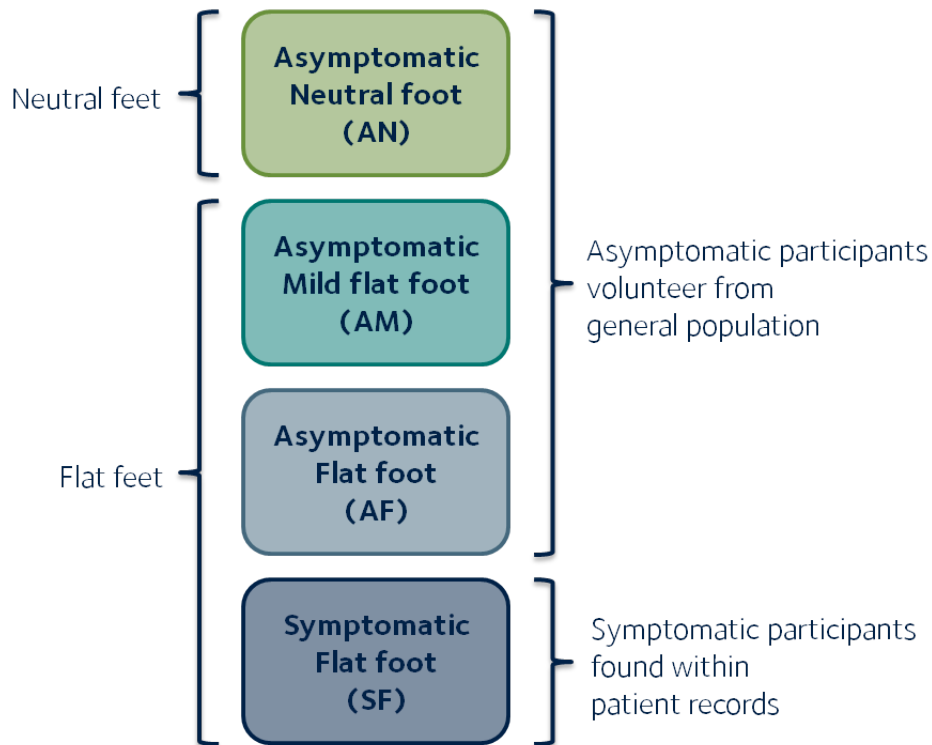 Neutral feet
Asymptomatic
Neutral foot
(AN)
Asymptomatic
Mild flat foot
(AM)
Asymptomatic participants
volunteer from
general population
Flat feet
Asymptomatic
Flat foot
(AF)
Symptomatic
Flat foot
(SF)
Symptomatic participants
found within
patient records